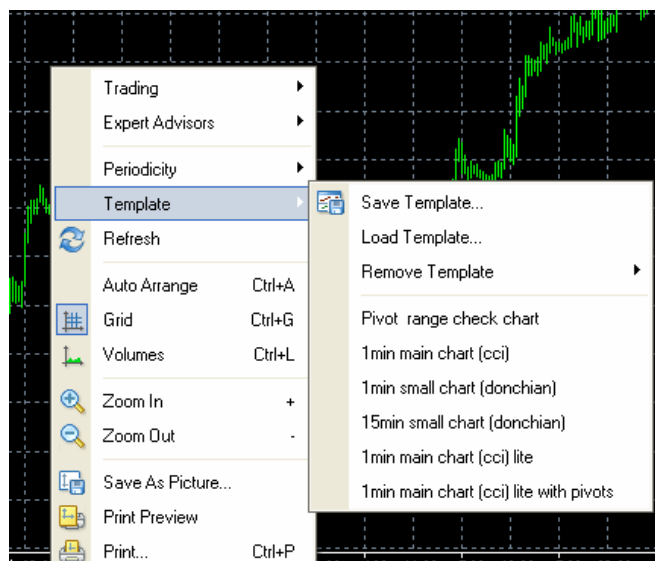 Trading
Expert Advisors
Periodicity
Template
Refresh
Auto Arrange Ctrl+A
Grid Ctrl+G
Volumes Ctrl+L
Zoom In +
Zoom Out -
Save As Picture...
Print Preview
Print... Ctrl+P
Save Template...
Load Template...
Remove Template
Pivot range check chart
1min main chart (cci)
1min small chart (donchian)
15min small chart (donchian)
1min main chart (cci) lite
1min main chart (cci) lite with pivots